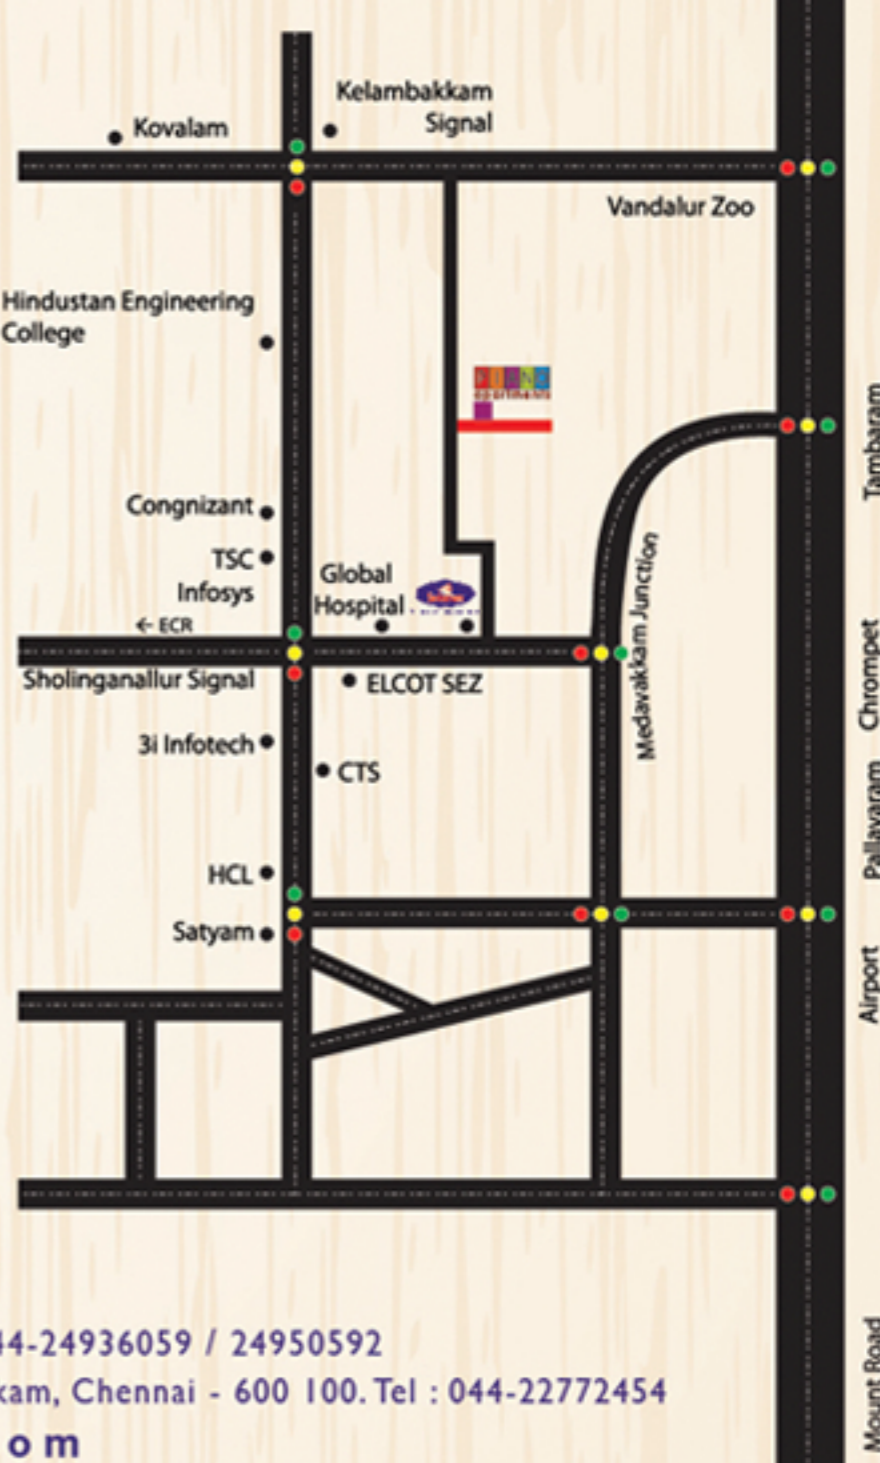 Kelambakkam
Signal
Kovalam
Vandalur Zoo
Hindustan Engineering
College
apartments
Tambaram
Congnizant
TSC
Infosys
Global
Hospital
← ECR
Medavakkam Junction
Sholinganallur Signal
ELCOT SEZ
Chrompet
3i Infotech
CTS
Pallavaram
HCL
Satyam
Airport
44-24936059 / 24950592
kam, Chennai - 600 100. Tel : 044-22772454
om
Mount Road